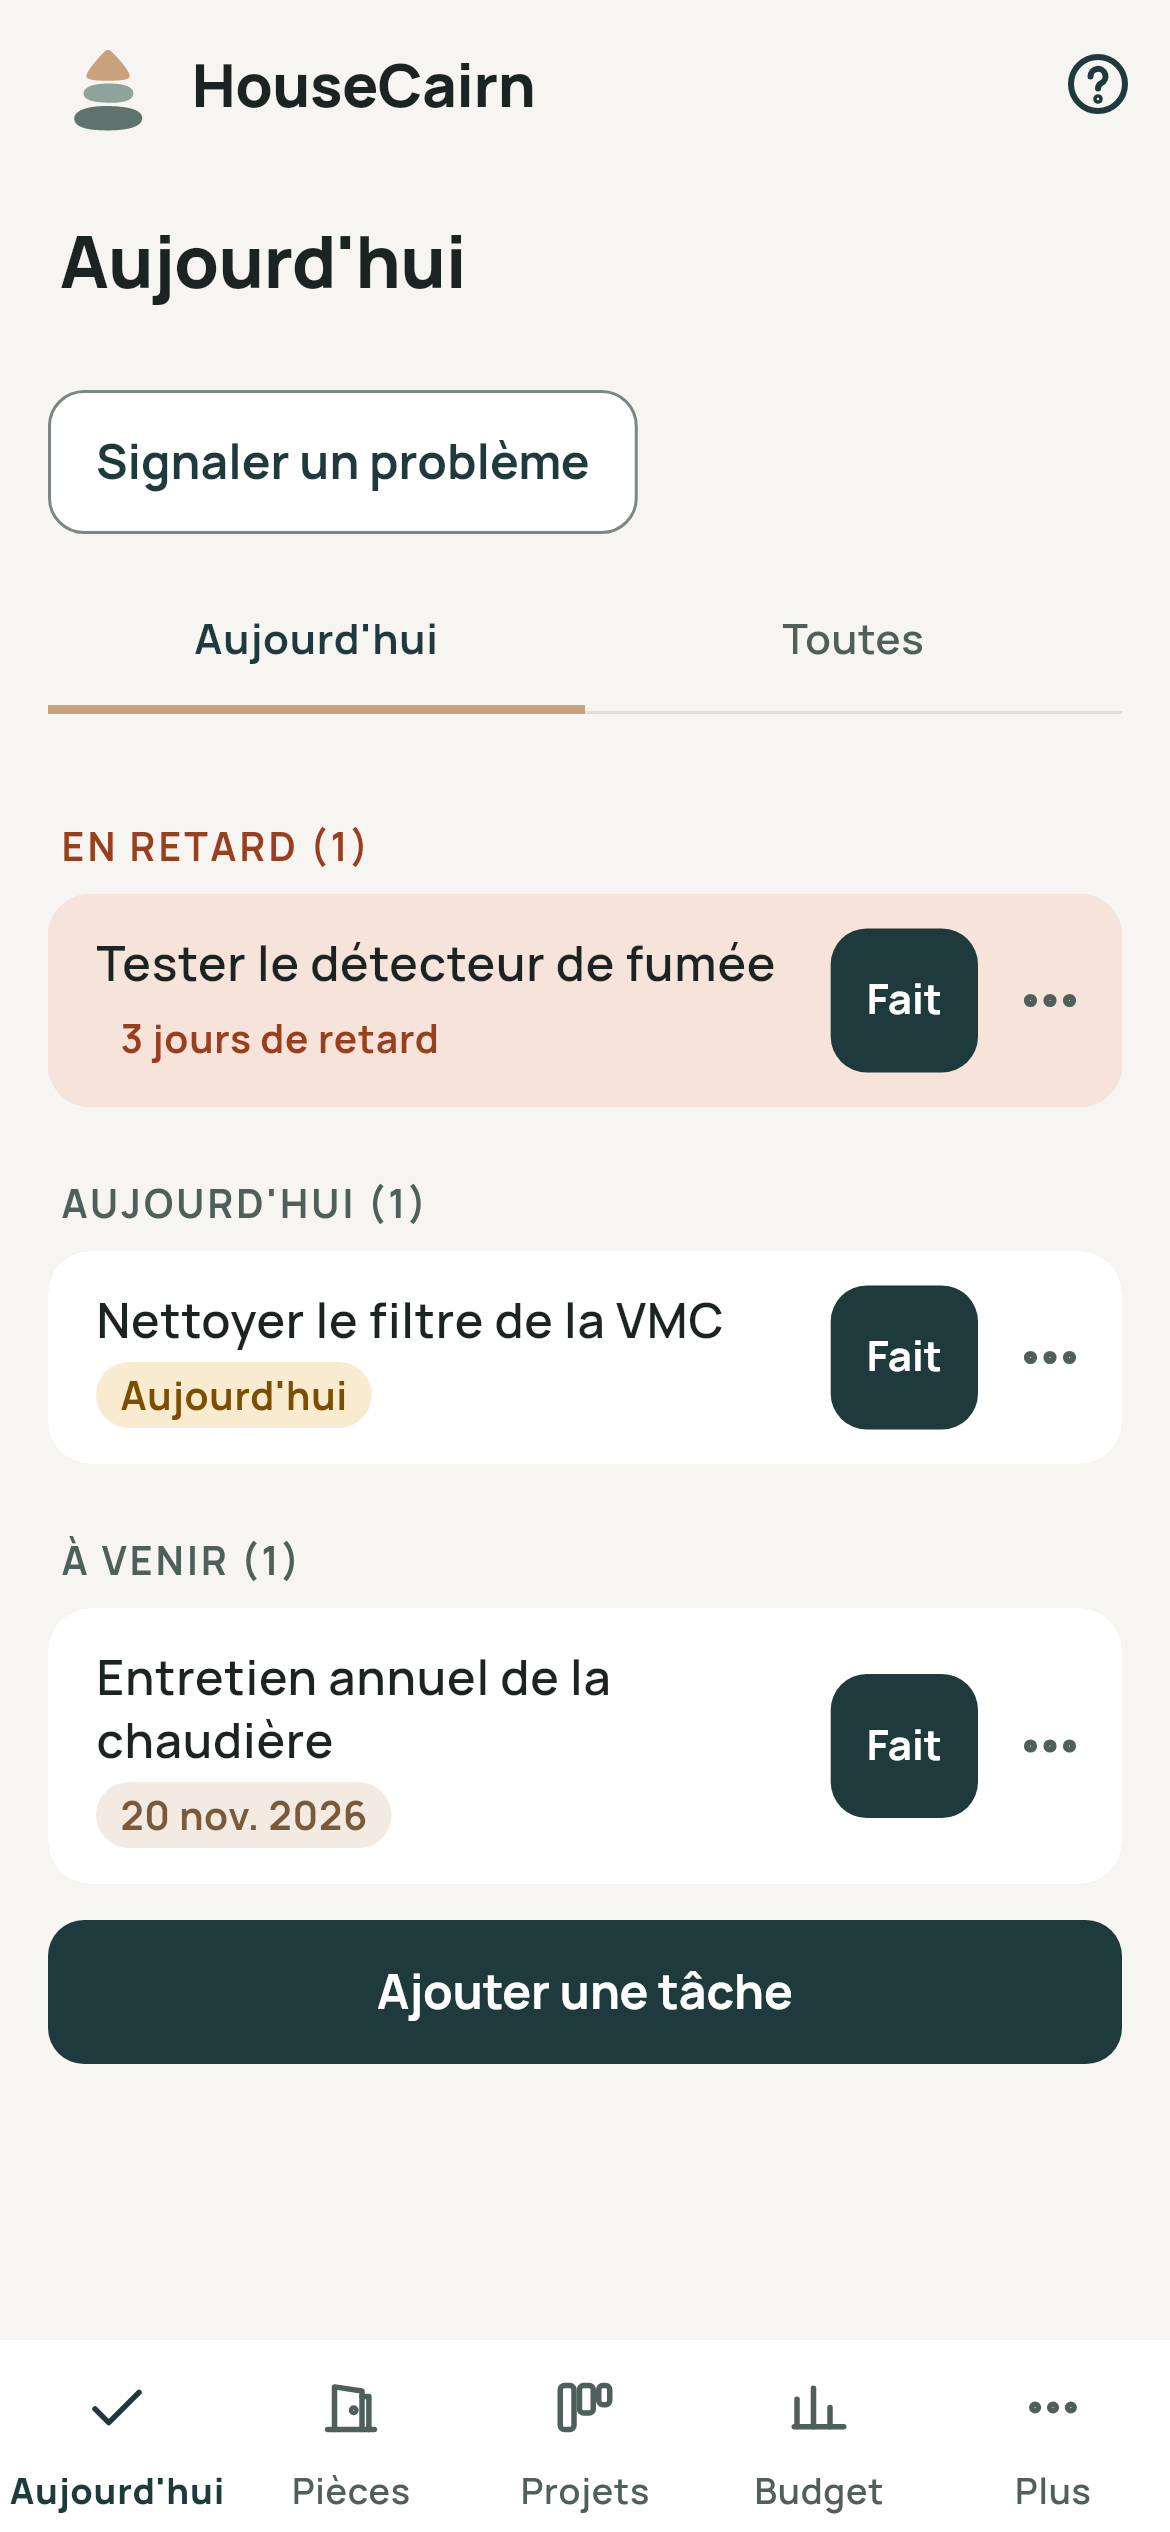 HouseCairn
Aujourd'hui
Signaler un problème
Aujourd'hui
Toutes
EN RETARD (1)
Tester le détecteur de fumée
3 jours de retard
Fait
AUJOURD'HUI (1)
Nettoyer le filtre de la VMC
Aujourd'hui
Fait
À VENIR (1)
Entretien annuel de la
chaudière
20 nov. 2026
Fait
Ajouter une tâche
Aujourd'hui
Pièces
Projets
Budget
Plus